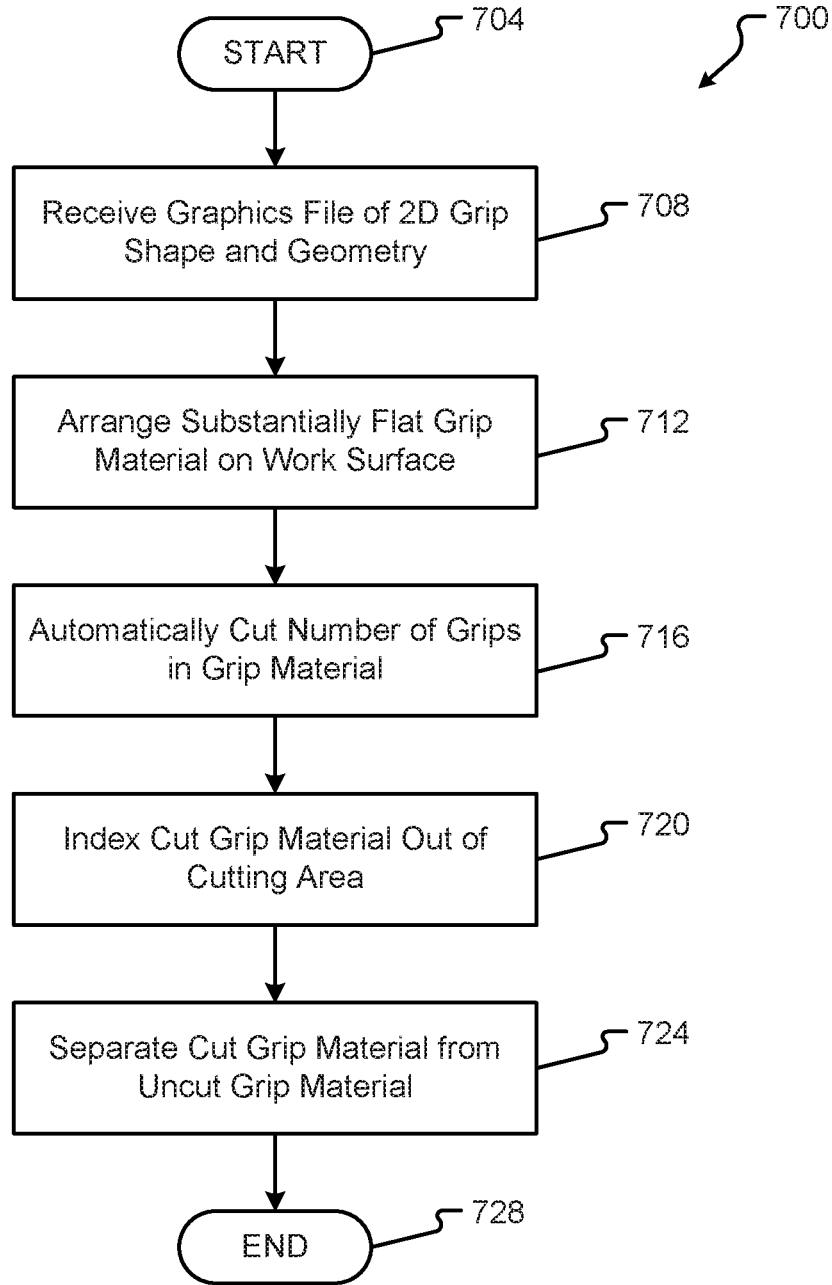 START
704
700
Receive Graphics File of 2D Grip
Shape and Geometry
708
Arrange Substantially Flat Grip
Material on Work Surface
712
Automatically Cut Number of Grips
in Grip Material
716
Index Cut Grip Material Out of
Cutting Area
720
Separate Cut Grip Material from
Uncut Grip Material
724
END
728